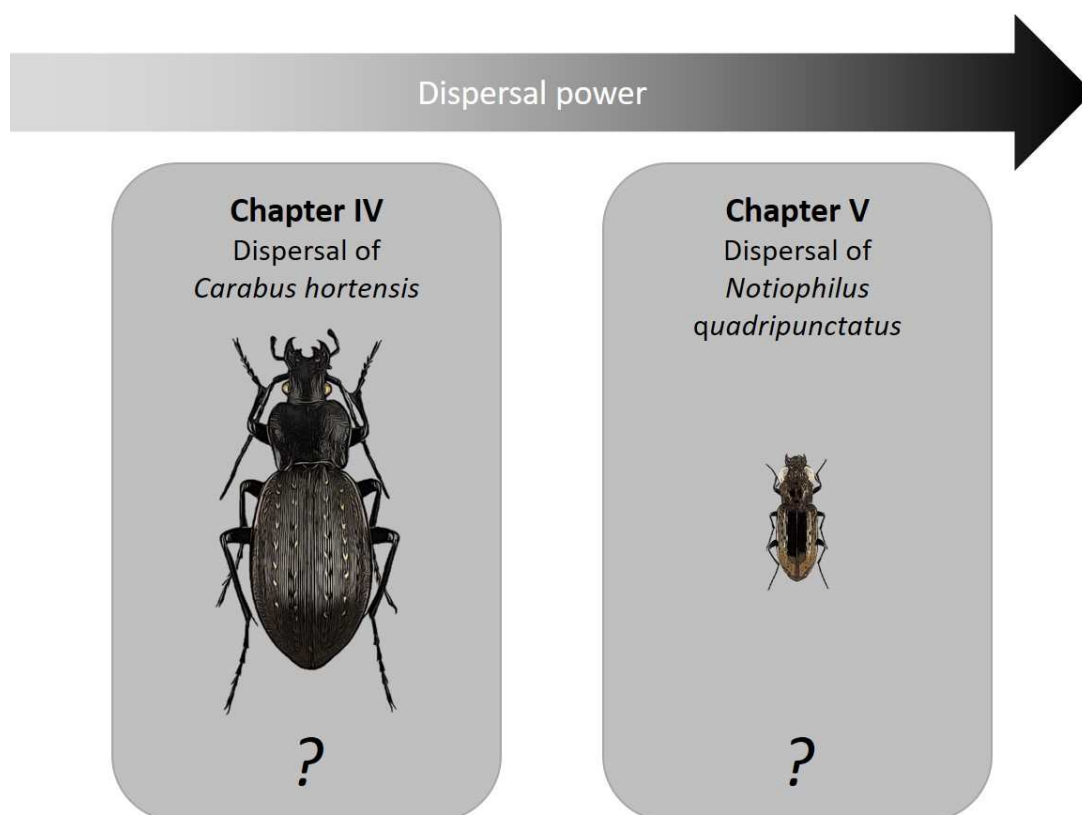 Dispersal power
Chapter IV
Dispersal of
Carabus hortensis
?
Chapter V
Dispersal of
Notiophilus
quadripunctatus
?